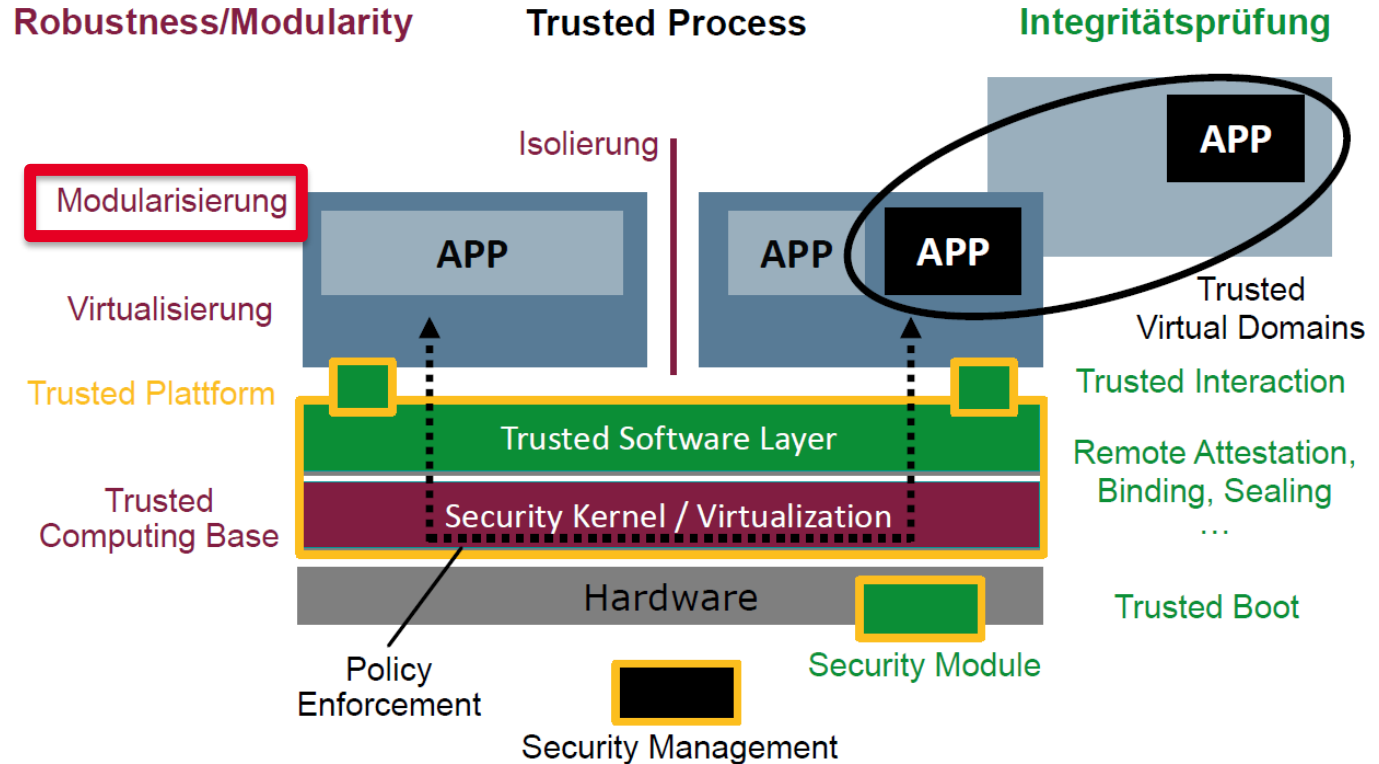 Robustness/Modularity
Trusted Process
Integritätsprüfung
APP
Isolierung
Modularisierung
APP
APP
APP
Virtualisierung
Trusted
Virtual Domains
Trusted Plattform
Trusted Interaction
Trusted Software Layer
Remote Attestation,
Binding, Sealing
...
Trusted
Computing Base
Security Kernel / Virtualization
Hardware
Trusted Boot
Policy
Enforcement
Security Module
Security Management